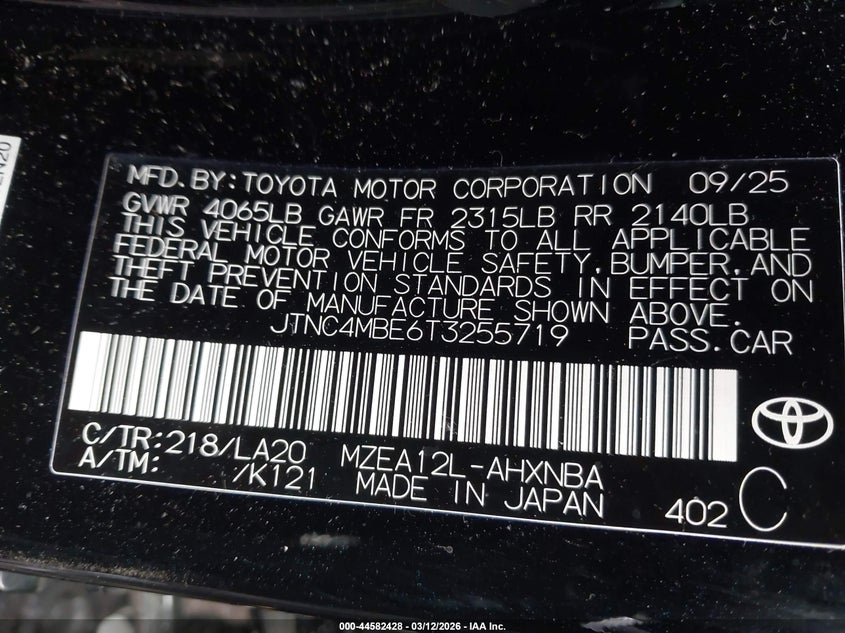 MFD.BY:TOYOTA MOTOR CORPORATION 09/25
GVWR 4065LB GAWR FR 2315LB RR 2140LB
THIS VEHICLE CONFORMS TO ALL APPLICABLE
FEDERAL MOTOR VEHICLE SAFETY,BUMPER,AND
THEFT PREVENTION STANDARDS IN EFFECT ON
THE DATE OF MANUFACTURE SHOWN ABOVE.
JTNC4MBE6T3255719 PASS.CAR
C/TR:218/LA20 MZEA12L-AHXNBA
A/TM: /K121 MADE IN JAPAN 402 C
000-44582428 - 03/12/2026 - IAA Inc.